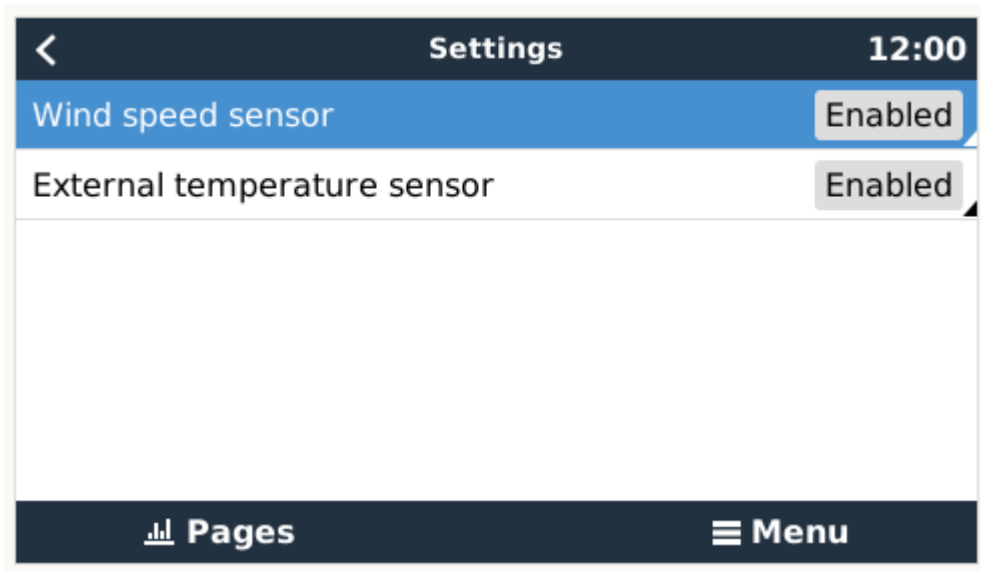 Settings 12:00
Wind speed sensor Enabled
External temperature sensor Enabled
Pages Menu